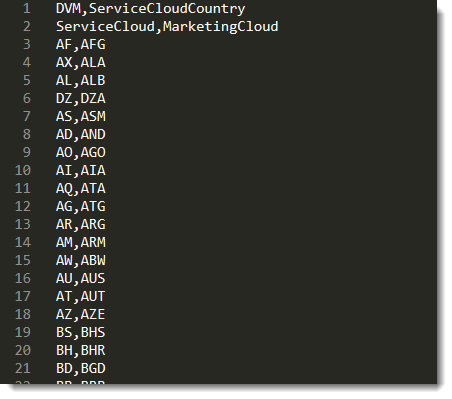 1 DVM,ServiceCloudCountry
2 ServiceCloud,MarketingCloud
3 AF,AFG
4 AX,ALA
5 AL,ALB
6 DZ,DZA
7 AS,ASM
8 AD,AND
9 AO,AGO
10 AI,AIA
11 AQ,ATA
12 AG,ATG
13 AR,ARG
14 AM,ARM
15 AW,ABW
16 AU,AUS
17 AT,AUT
18 AZ,AZE
19 BS,BHS
20 BH,BHR
21 BD,BGD